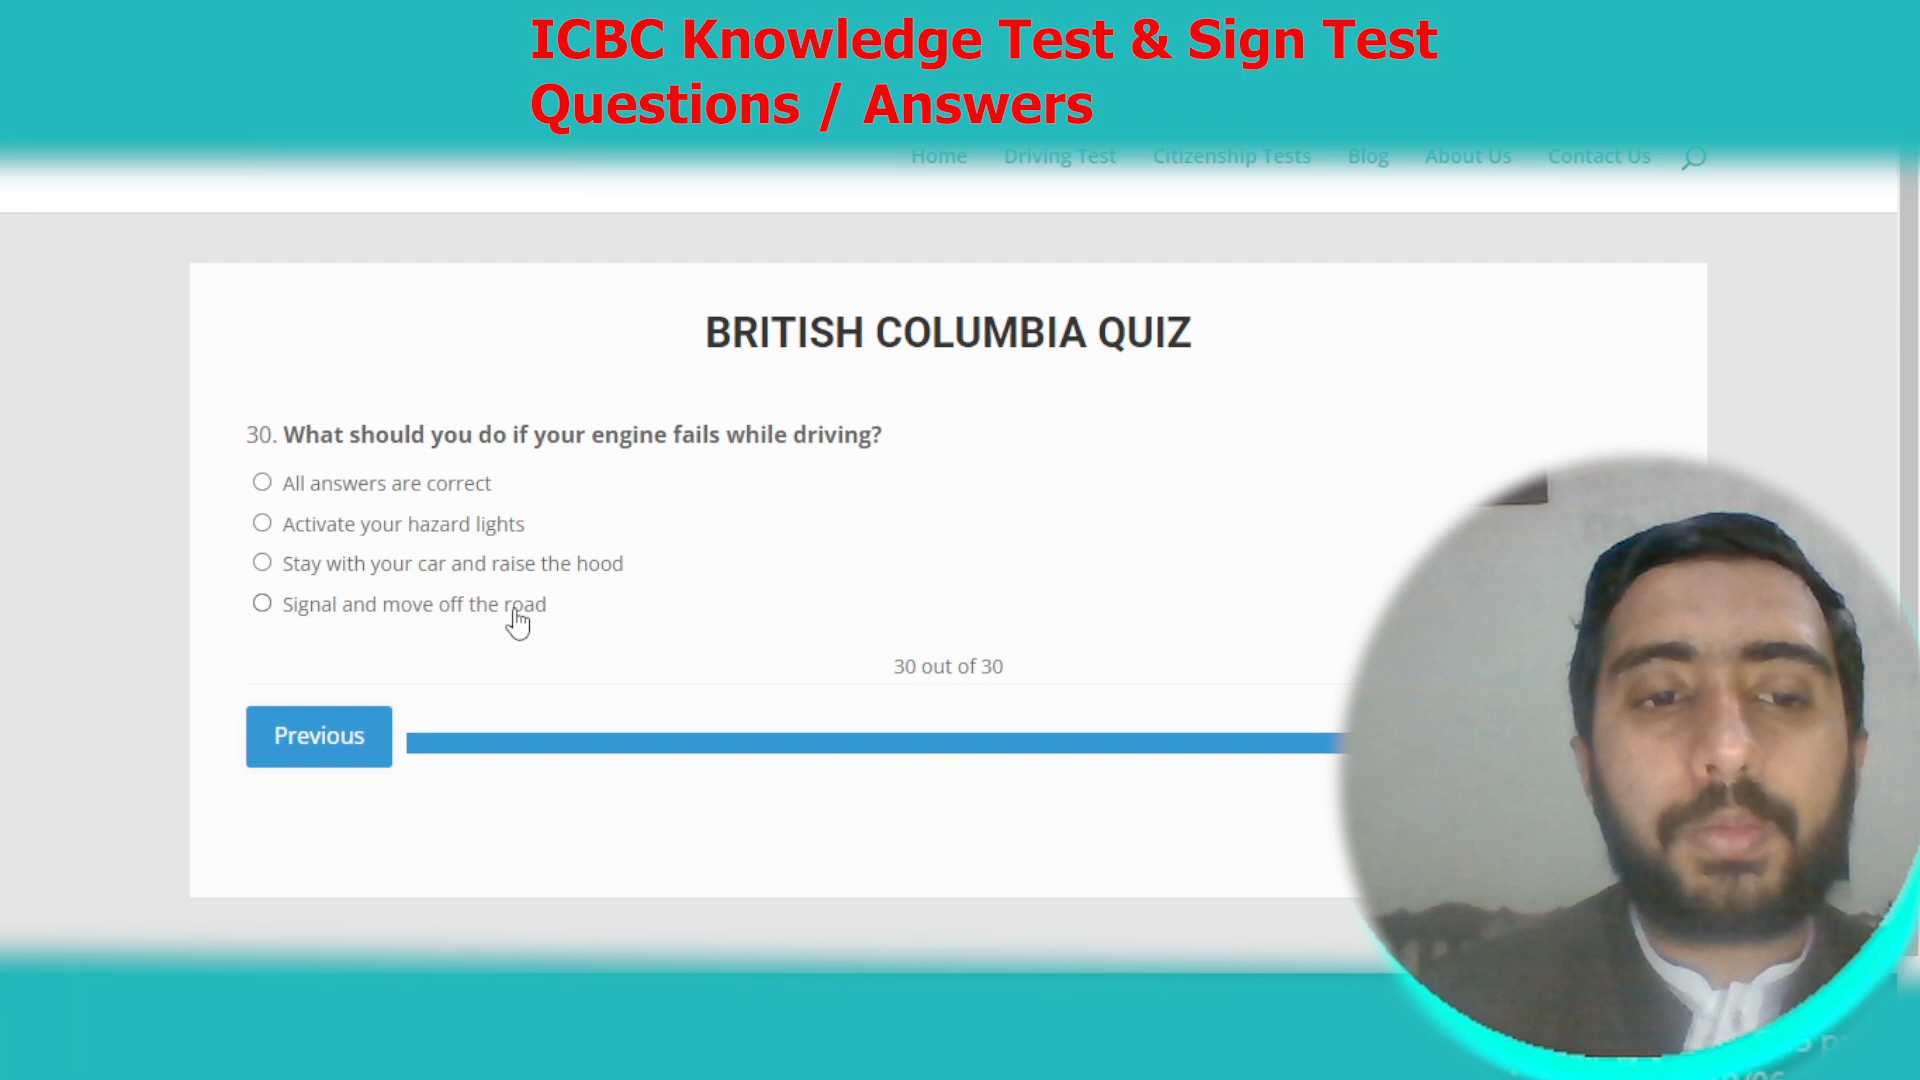 ICBC Knowledge Test & Sign Test
Questions / Answers
Home Driving Test Citizenship Tests Blog About Us Contact Us
BRITISH COLUMBIA QUIZ
30. What should you do if your engine fails while driving?
All answers are correct
Activate your hazard lights
Stay with your car and raise the hood
Signal and move off the road
30 out of 30
Previous